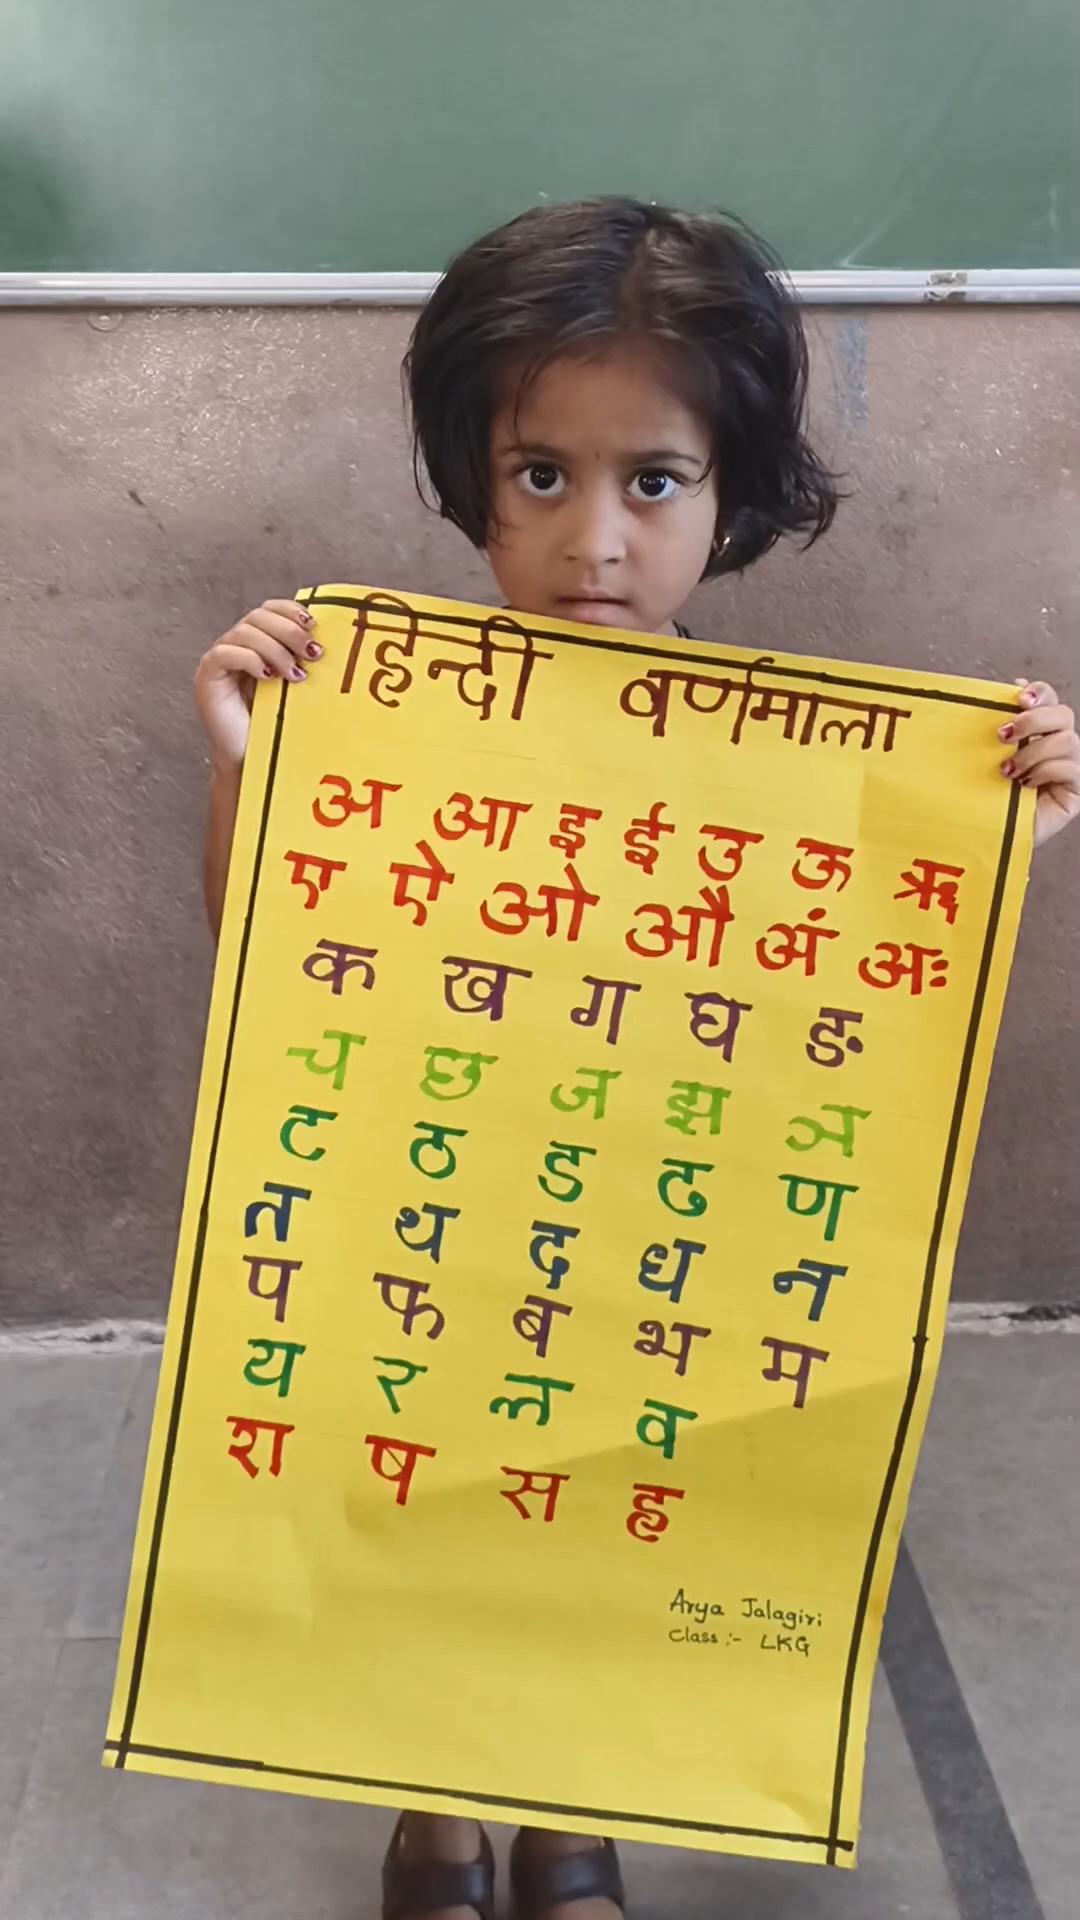 हिन्दी वर्णमाला
अ आ इ ई उ ऊ ऋ
ए ऐ ओ औ अं अः
क ख ग घ ङ
च छ ज झ ञ
ट ठ ड ढ ण
त थ द ध न
प फ ब भ म
य र ल व
श ष स ह
Arya Jalagiri
Class :- LKG